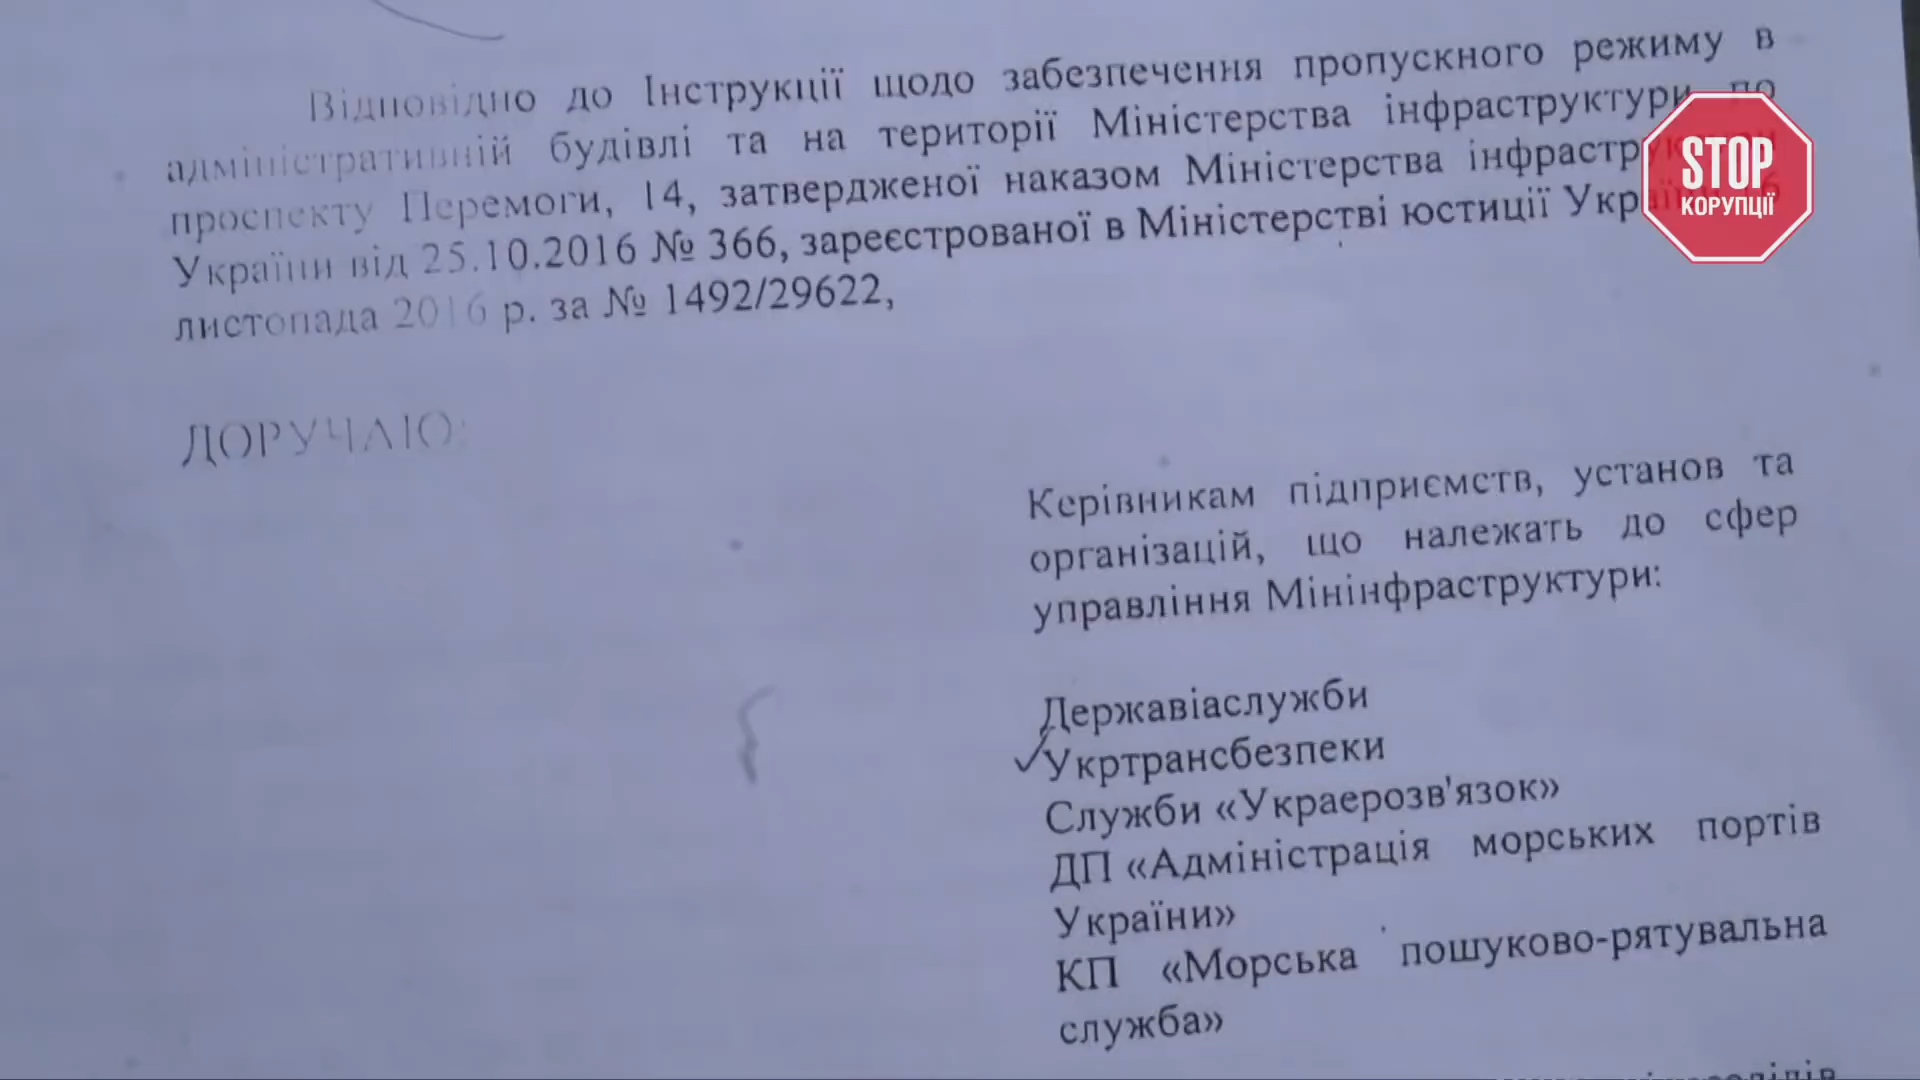 Відповідно до Інструкції щодо забезпечення пропускного режиму в
адміністративній будівлі та на території Міністерства інфраструктури по
проспекту Перемоги, 14, затвердженої наказом Міністерства інфраструктури
України від 25.10.2016 № 366, зареєстрованої в Міністерстві юстиції України 16
листопада 2016 р. за № 1492/29622,
STOP
КОРУПЦІЇ
ДОРУЧАЮ:
Керівникам підприємств, установ та
організацій, що належать до сфер
управління Мінінфраструктури:
Державіаслужби
Укртрансбезпеки
Служби «Украерозв'язок»
ДП «Адміністрація морських портів
України»
КП «Морська пошуково-рятувальна
служба»